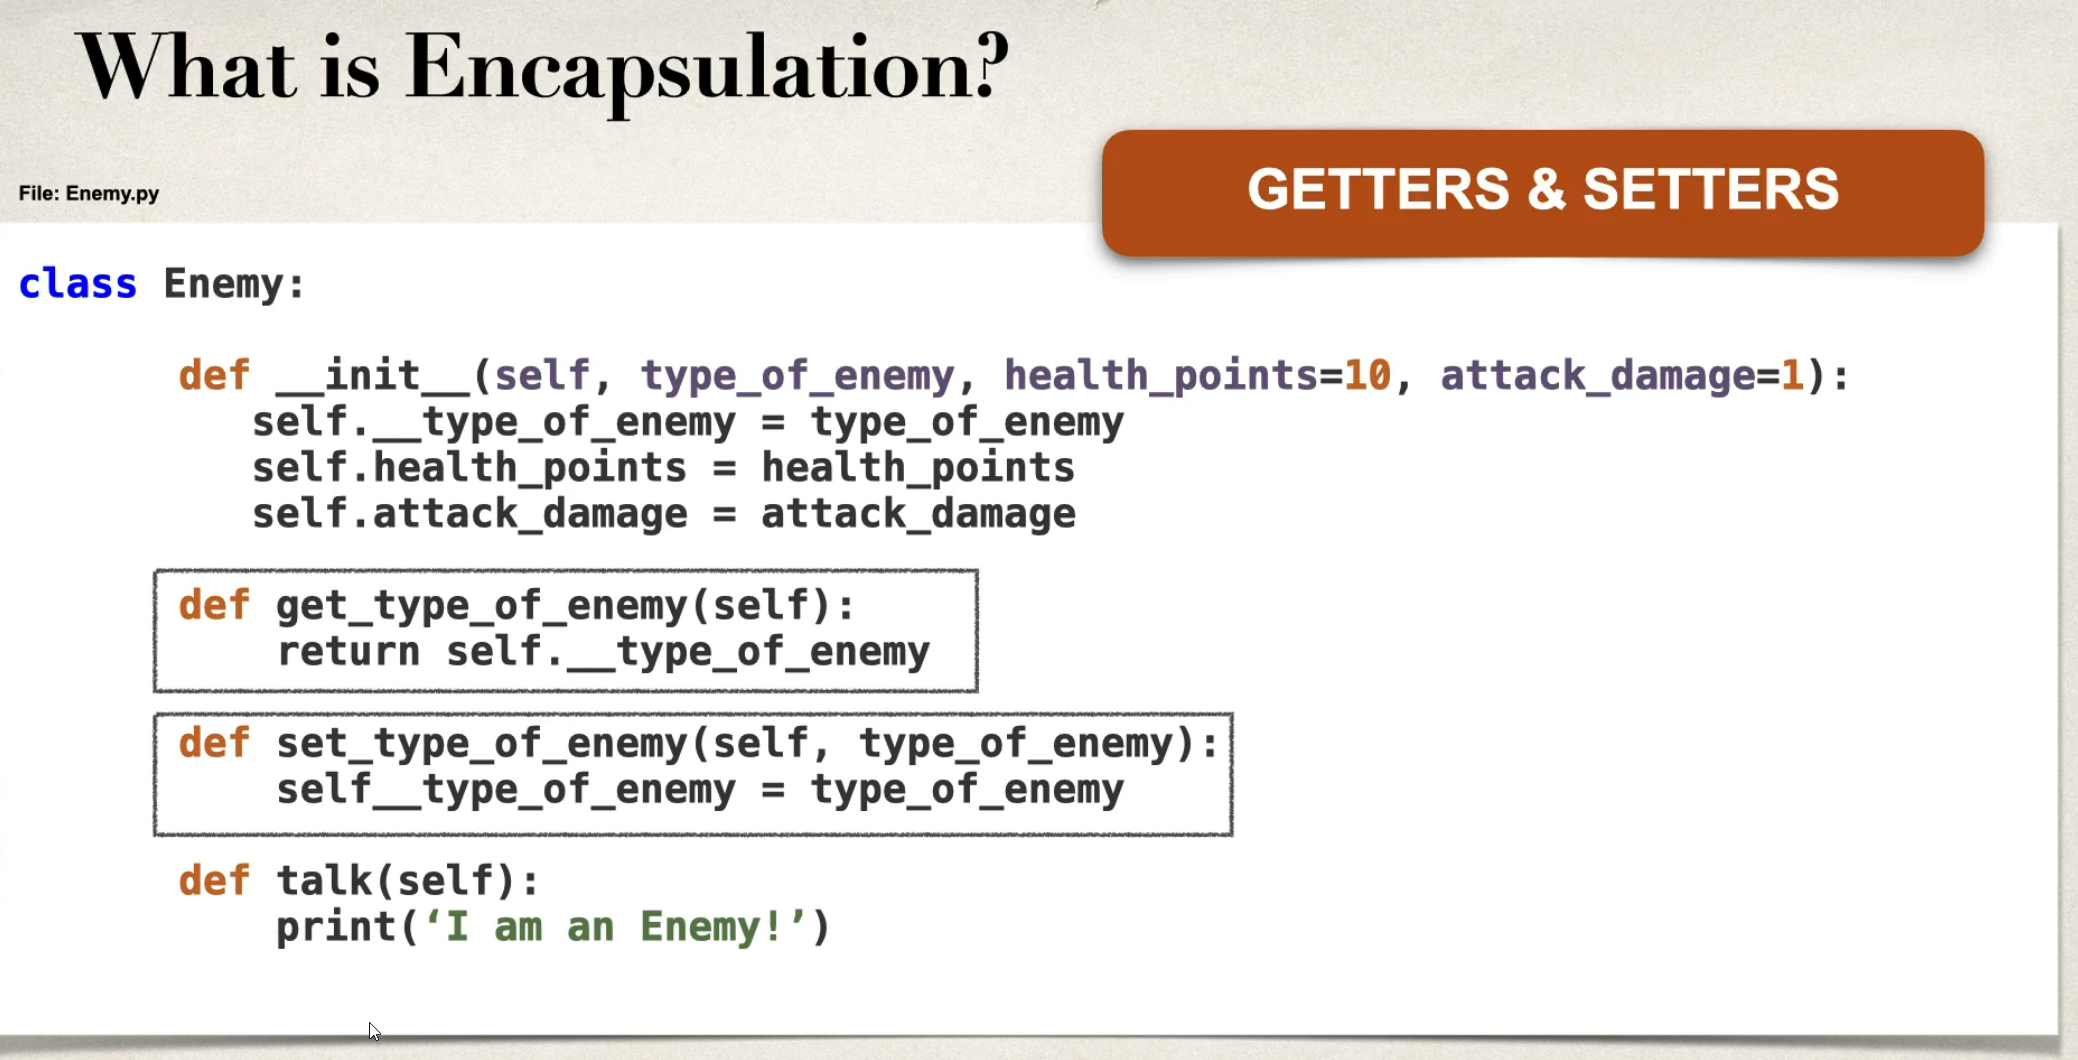 What is Encapsulation?
GETTERS & SETTERS
File: Enemy.py
class Enemy:
def __init__(self, type_of_enemy, health_points=10, attack_damage=1):
self.__type_of_enemy = type_of_enemy
self.health_points = health_points
self.attack_damage = attack_damage
def get_type_of_enemy(self):
return self.__type_of_enemy
def set_type_of_enemy(self, type_of_enemy):
self__type_of_enemy = type_of_enemy
def talk(self):
print(‘I am an Enemy!’)